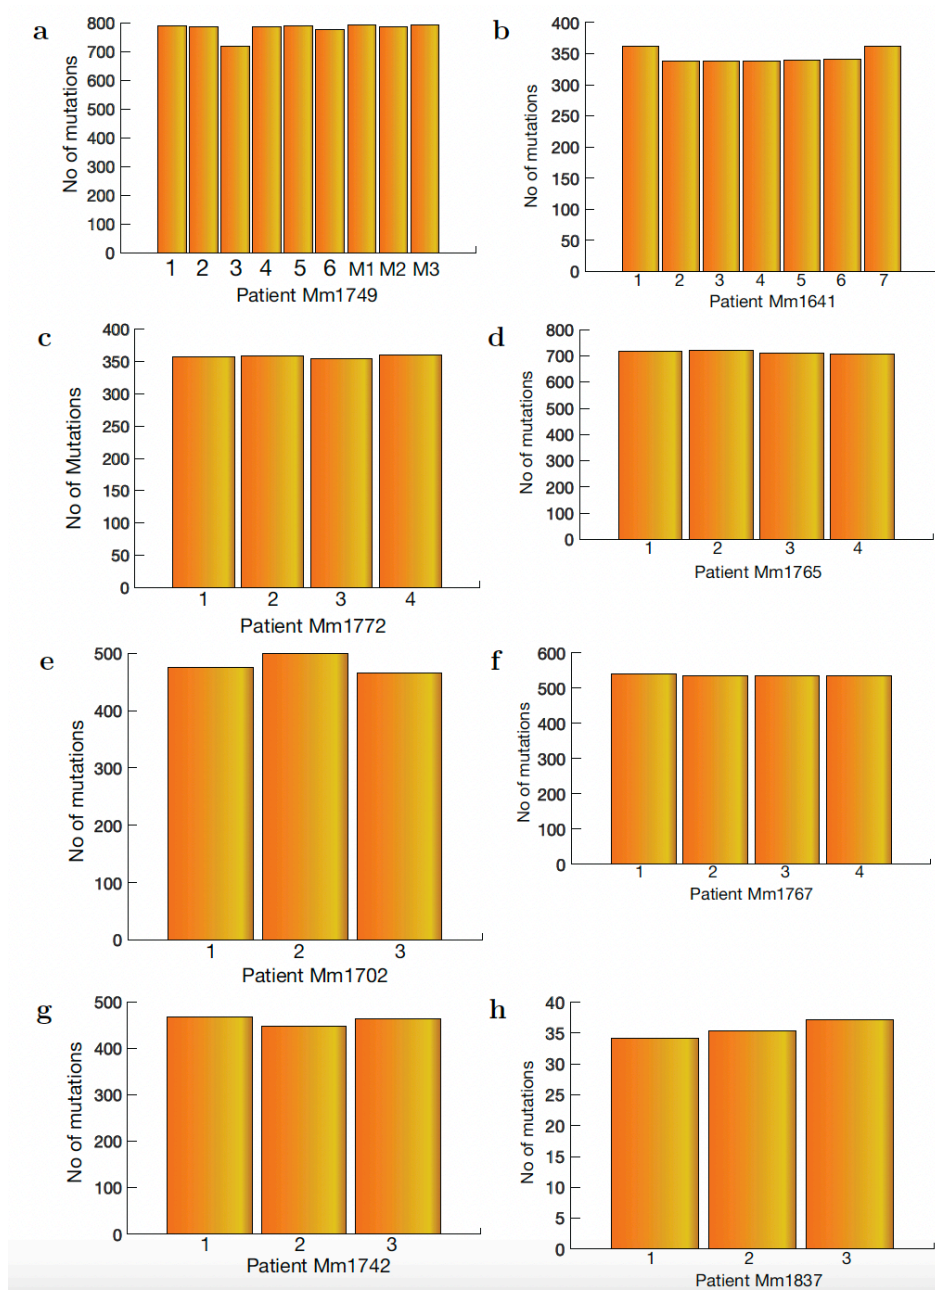 a
800
700
600
500
400
300
200
100
0
No of mutations
1 2 3 4 5 6 M1 M2 M3
Patient Mm1749
b
400
350
300
250
200
150
100
50
0
No of mutations
1 2 3 4 5 6 7
Patient Mm1641
c
400
350
300
250
200
150
100
50
0
No of Mutations
1 2 3 4
Patient Mm1772
d
800
700
600
500
400
300
200
100
0
No of mutations
1 2 3 4
Patient Mm1765
e
500
400
300
200
100
0
No of mutations
1 2 3
Patient Mm1702
f
600
500
400
300
200
100
0
No of mutations
1 2 3 4
Patient Mm1767
g
500
400
300
200
100
0
No of mutations
1 2 3
Patient Mm1742
h
40
35
30
25
20
15
10
5
0
No of mutations
1 2 3
Patient Mm1837